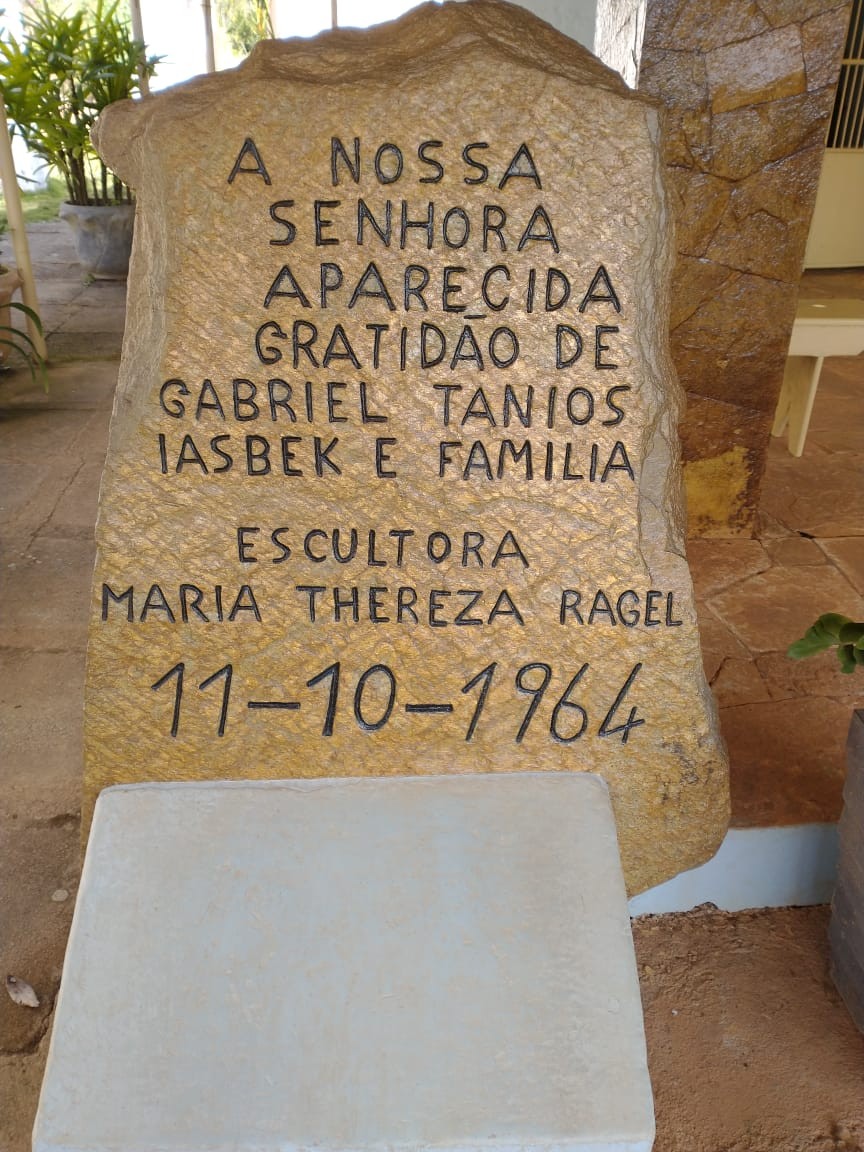 A NOSSA
SENHORA
APARECIDA
GRATIDÃO DE
GABRIEL TANIOS
IASBEK E FAMILIA
ESCULTORA
MARIA THEREZA RAGEL
11-10-1964